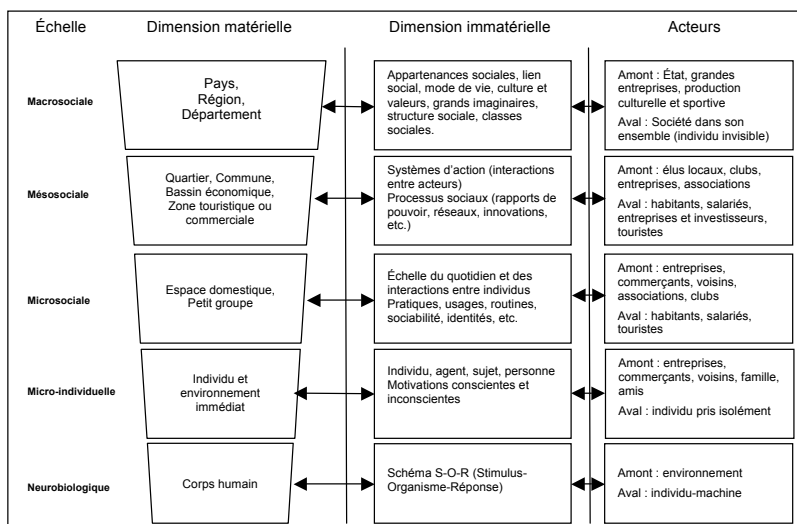 Échelle
Dimension matérielle
Dimension immatérielle
Acteurs
Macrosociale
Pays,
Région,
Département
Appartenances sociales, lien
social, mode de vie, culture et
valeurs, grands imaginaires,
structure sociale, classes
sociales.
Amont : État, grandes
entreprises, production
culturelle et sportive
Aval : Société dans son
ensemble (individu invisible)
Mésosociale
Quartier, Commune,
Bassin économique,
Zone touristique ou
commerciale
Systèmes d’action (interactions
entre acteurs)
Processus sociaux (rapports de
pouvoir, réseaux, innovations,
etc.)
Amont : élus locaux, clubs,
entreprises, associations
Aval : habitants, salariés,
entreprises et investisseurs,
touristes
Microsociale
Espace domestique,
Petit groupe
Échelle du quotidien et des
interactions entre individus
Pratiques, usages, routines,
sociabilité, identités, etc.
Amont : entreprises,
commerçants, voisins,
associations, clubs
Aval : habitants, salariés,
touristes
Micro-individuelle
Individu et
environnement
immédiat
Individu, agent, sujet, personne
Motivations conscientes et
inconscientes
Amont : entreprises,
commerçants, voisins, famille,
amis
Aval : individu pris isolément
Neurobiologique
Corps humain
Schéma S-O-R (Stimulus-
Organisme-Réponse)
Amont : environnement
Aval : individu-machine